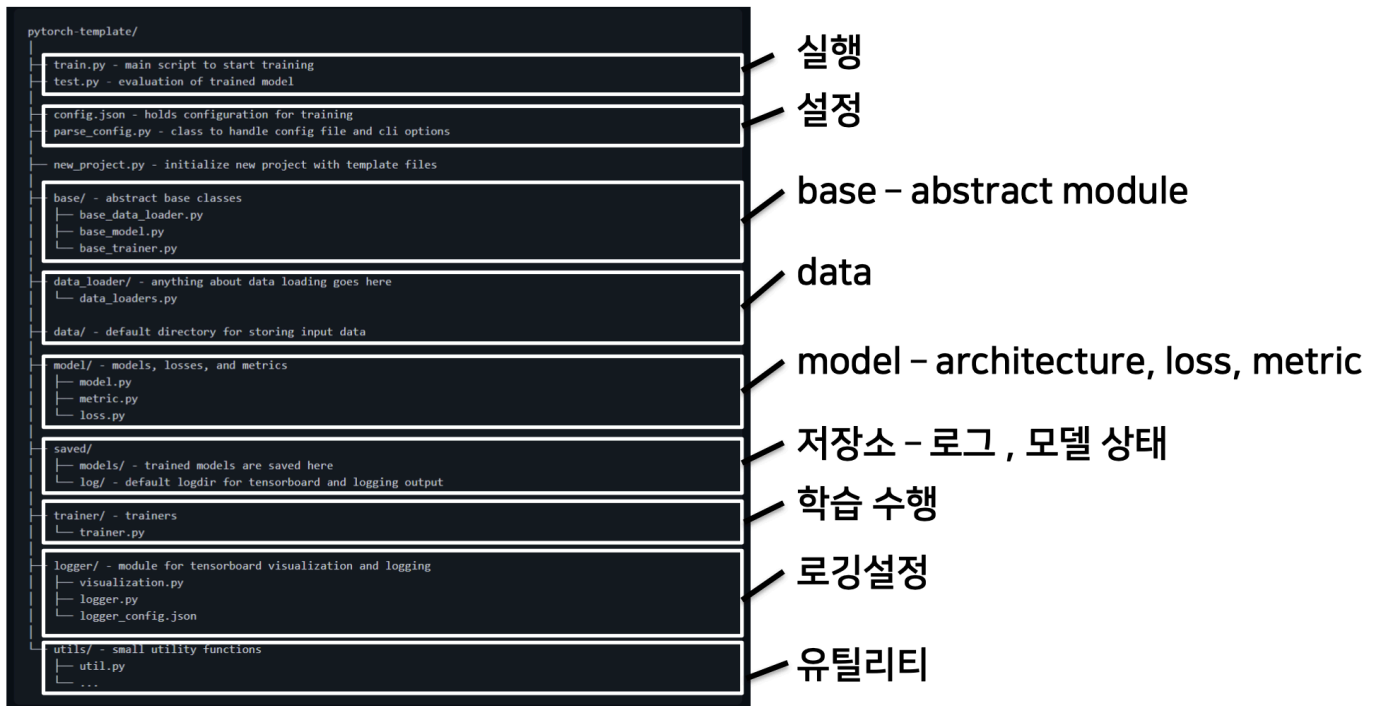 pytorch-template/
│
├─ train.py - main script to start training
├─ test.py - evaluation of trained model
│
├─ config.json - holds configuration for training
├─ parse_config.py - class to handle config file and cli options
│
├─ new_project.py - initialize new project with template files
│
├─ base/ - abstract base classes
│  ├─ base_data_loader.py
│  ├─ base_model.py
│  └─ base_trainer.py
│
├─ data_loader/ - anything about data loading goes here
│  └─ data_loaders.py
│
├─ data/ - default directory for storing input data
│
├─ model/ - models, losses, and metrics
│  ├─ model.py
│  ├─ metric.py
│  └─ loss.py
│
├─ saved/
│  ├─ models/ - trained models are saved here
│  └─ log/ - default logdir for tensorboard and logging output
│
├─ trainer/ - trainers
│  └─ trainer.py
│
├─ logger/ - module for tensorboard visualization and logging
│  ├─ visualization.py
│  ├─ logger.py
│  └─ logger_config.json
│
└─ utils/ - small utility functions
   ├─ util.py
   └─ ...
실행
설정
base – abstract module
data
model – architecture, loss, metric
저장소 – 로그 , 모델 상태
학습 수행
로깅설정
유틸리티